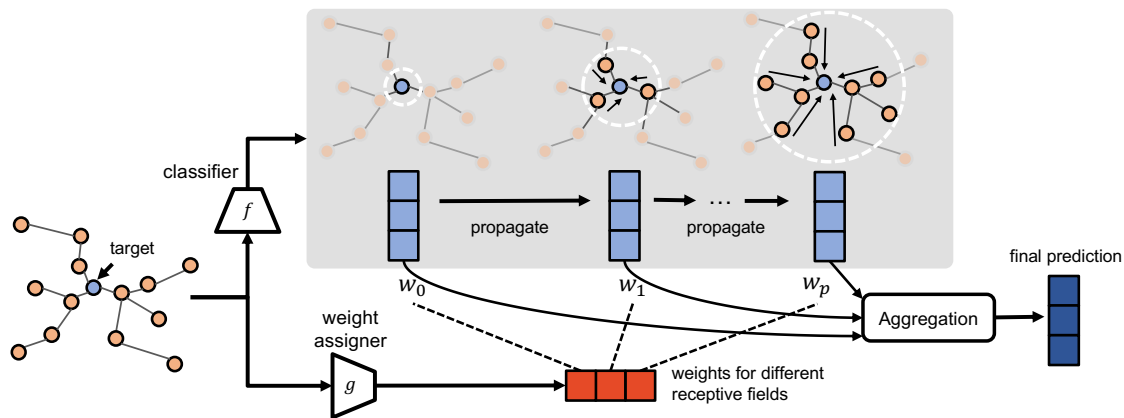 classifier
f
propagate
...
propagate
target
final prediction
w₀
w₁
wₚ
Aggregation
weight
assigner
g
weights for different
receptive fields